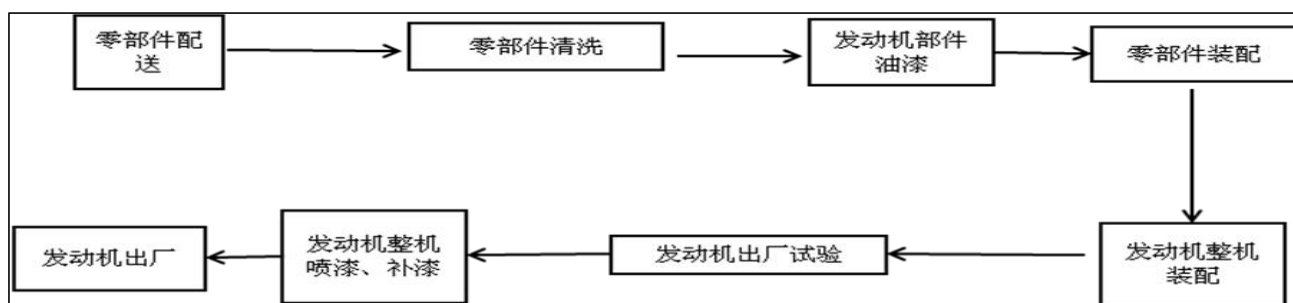 零部件配
送
零部件清洗
发动机部件
油漆
零部件装配
发动机整机
装配
发动机出厂试验
发动机整机
喷漆、补漆
发动机出厂